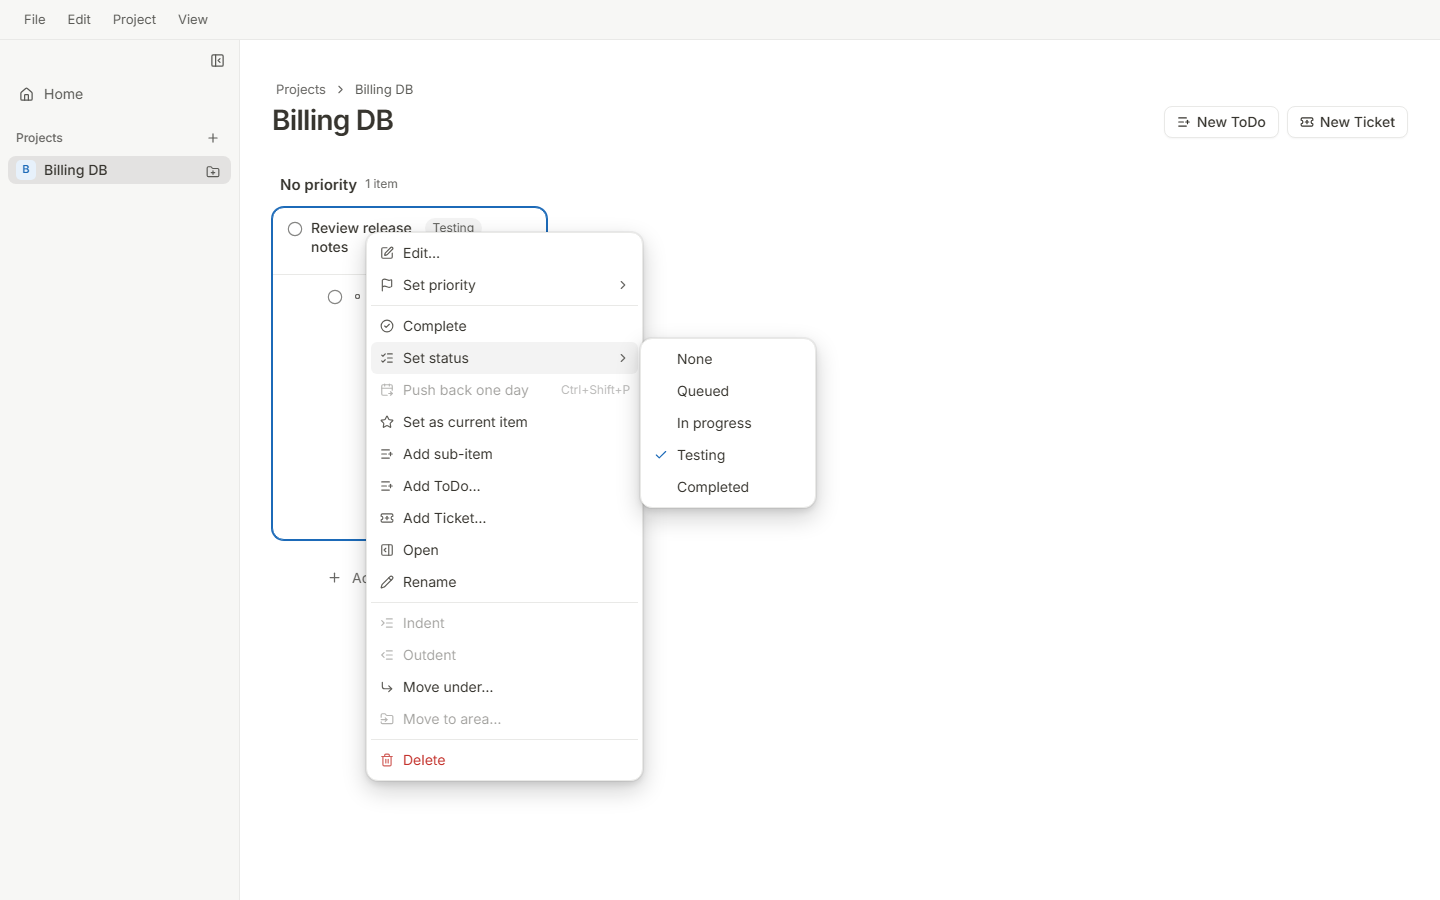 File Edit Project View
Home
Projects
B Billing DB
Projects Billing DB
Billing DB
New ToDo New Ticket
No priority 1 item
Review release notes
Testing
Edit...
Set priority
Complete
Set status
Push back one day Ctrl+Shift+P
Set as current item
Add sub-item
Add ToDo...
Add Ticket...
Open
Rename
Indent
Outdent
Move under...
Move to area...
Delete
None
Queued
In progress
Testing
Completed